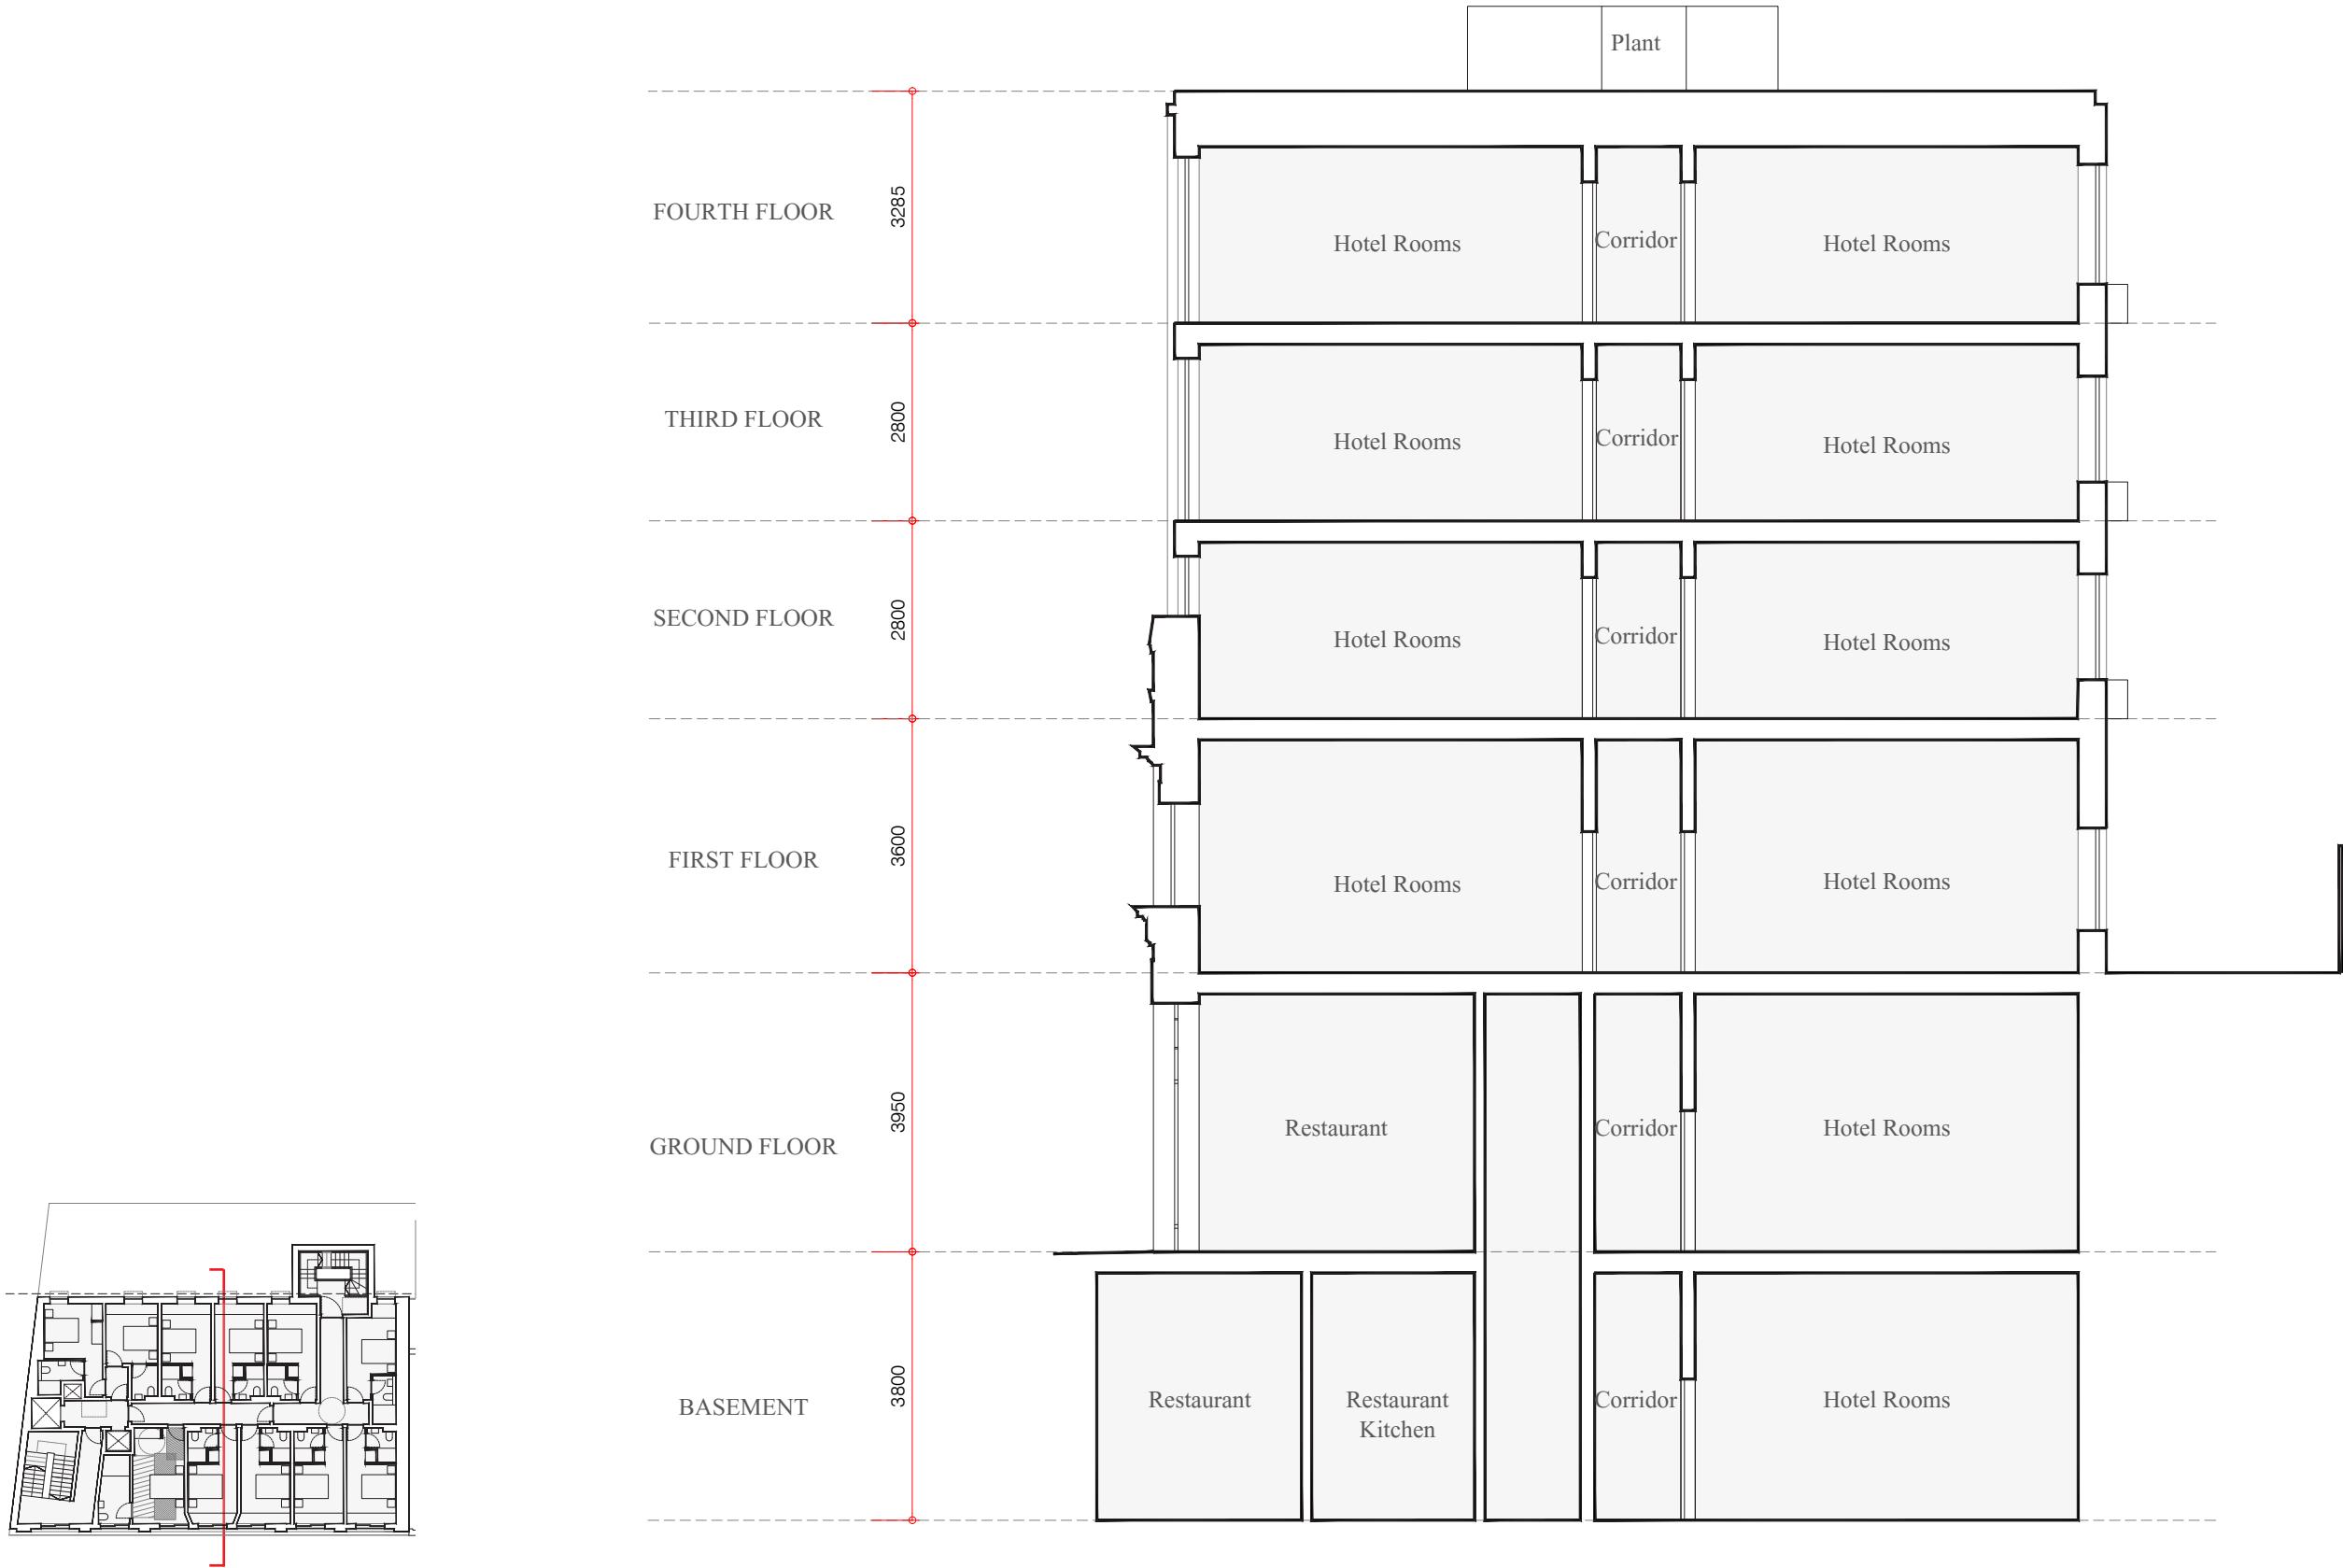 Plant
FOURTH FLOOR
3285
Hotel Rooms
Corridor
Hotel Rooms
THIRD FLOOR
2800
Hotel Rooms
Corridor
Hotel Rooms
SECOND FLOOR
2800
Hotel Rooms
Corridor
Hotel Rooms
FIRST FLOOR
3600
Hotel Rooms
Corridor
Hotel Rooms
GROUND FLOOR
3950
Restaurant
Corridor
Hotel Rooms
BASEMENT
3800
Restaurant
Restaurant
Kitchen
Corridor
Hotel Rooms